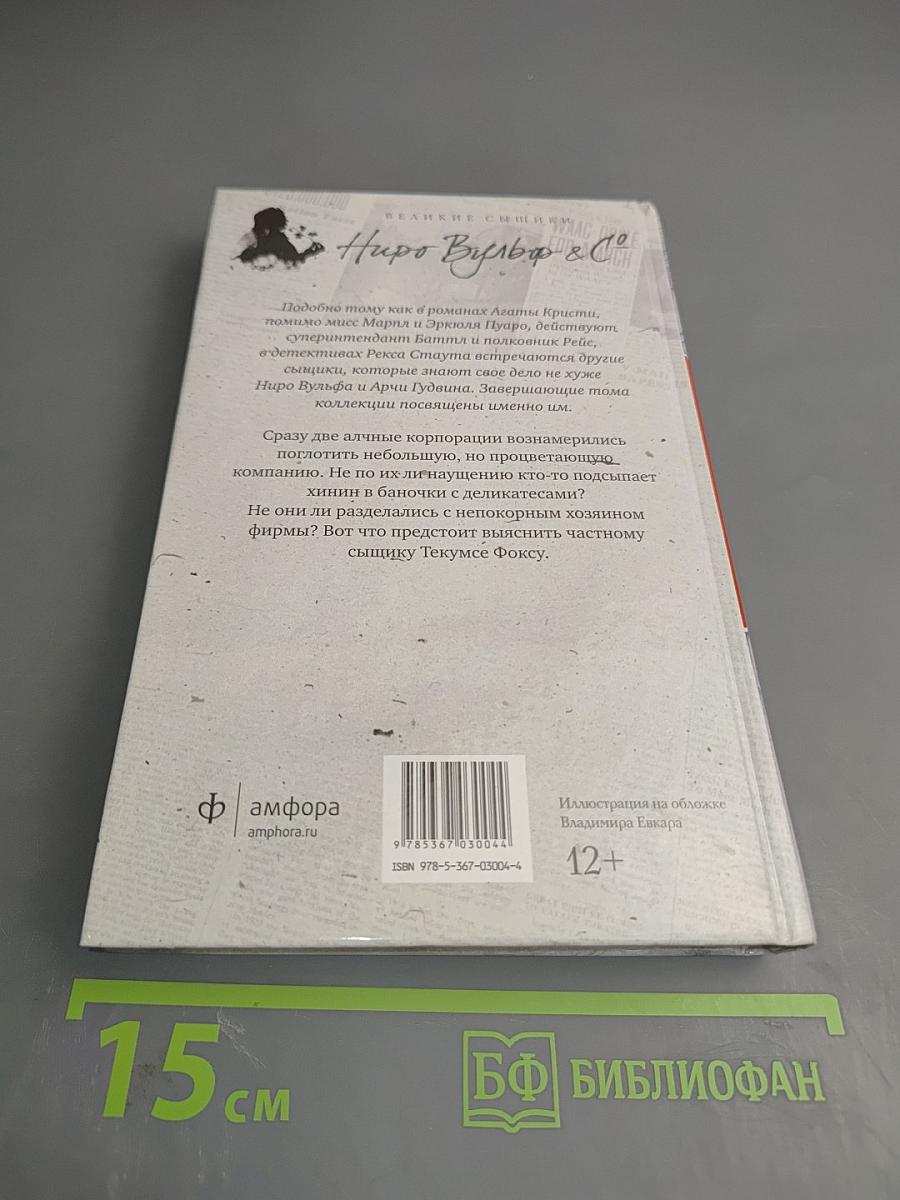 ВЕЛИКИЕ СЫЩИКИ
Ниро Вульф & Cº
Подобно тому как в романах Агаты Кристи,
помимо мисс Марпл и Эркюля Пуаро, действуют
суперинтендант Баттл и полковник Рейс,
в детективах Рекса Стаута встречаются другие
сыщики, которые знают свое дело не хуже
Ниро Вульфа и Арчи Гудвина. Завершающие тома
коллекции посвящены именно им.
Сразу две алчные корпорации вознамерились
поглотить небольшую, но процветающую
компанию. Не по их ли наущению кто-то подсыпает
хинин в баночки с деликатесами?
Не они ли разделались с непокорным хозяином
фирмы? Вот что предстоит выяснить частному
сыщику Текумсе Фоксу.
ф амфора
amphora.ru
9 785367 030044
ISBN 978-5-367-03004-4
Иллюстрация на обложке
Владимира Евкара
12+
15 см
БФ БИБЛИОФАН